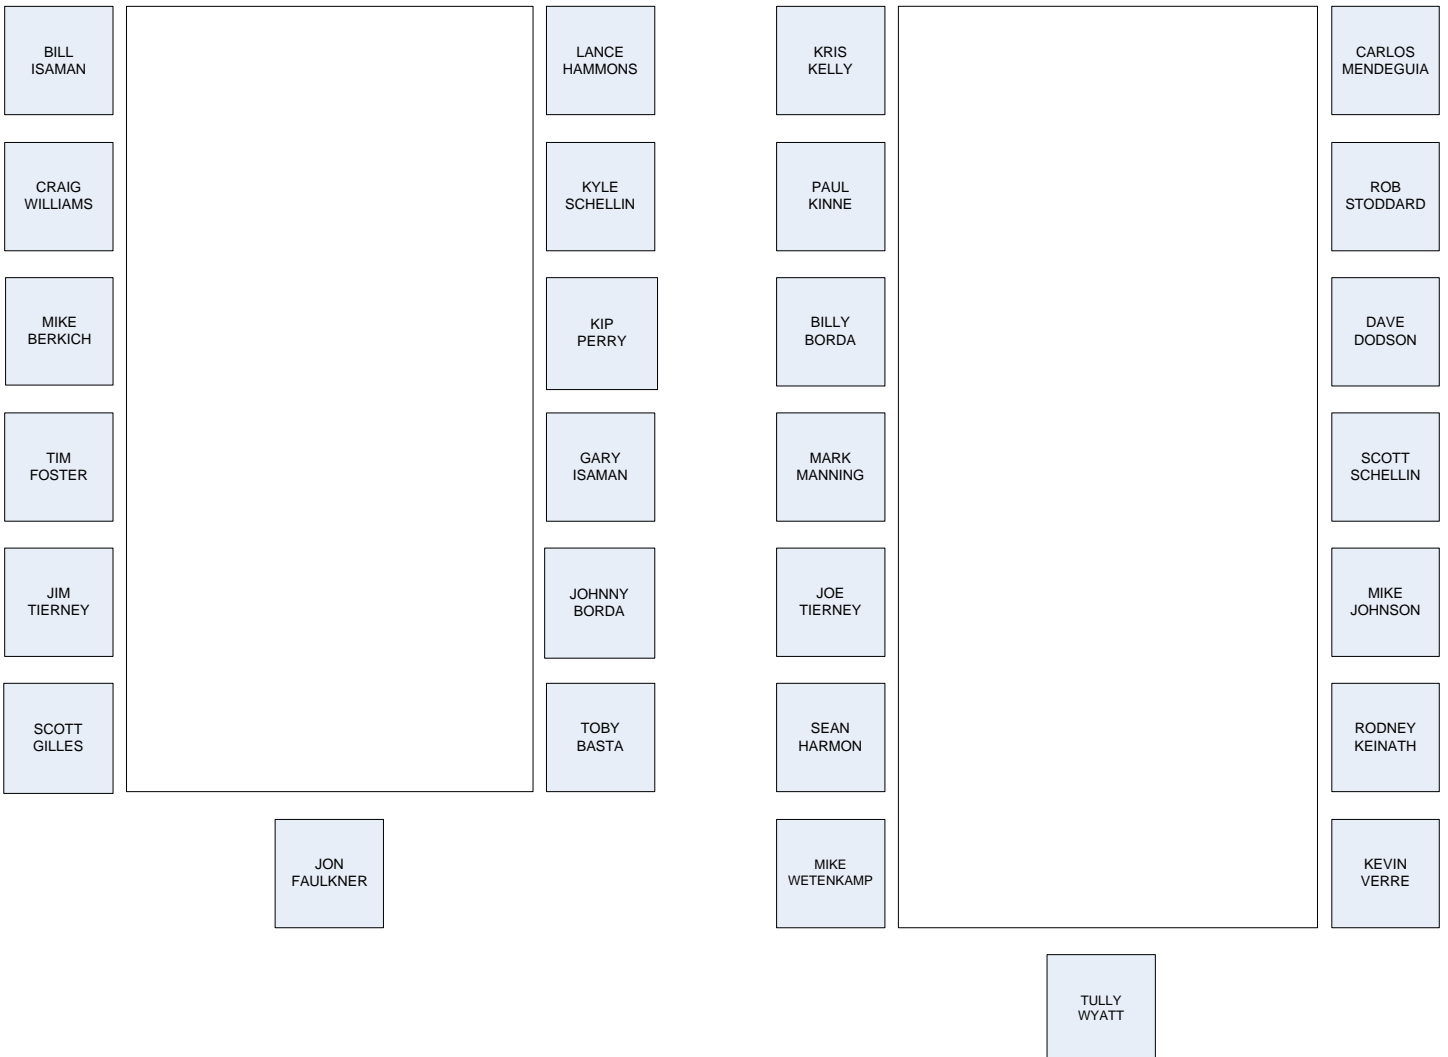 BILL
ISAMAN
LANCE
HAMMONS
KRIS
KELLY
CARLOS
MENDEGUIA
CRAIG
WILLIAMS
KYLE
SCHELLIN
PAUL
KINNE
ROB
STODDARD
MIKE
BERKICH
KIP
PERRY
BILLY
BORDA
DAVE
DODSON
TIM
FOSTER
GARY
ISAMAN
MARK
MANNING
SCOTT
SCHELLIN
JIM
TIERNEY
JOHNNY
BORDA
JOE
TIERNEY
MIKE
JOHNSON
SCOTT
GILLES
TOBY
BASTA
SEAN
HARMON
RODNEY
KEINATH
JON
FAULKNER
MIKE
WETENKAMP
KEVIN
VERRE
TULLY
WYATT